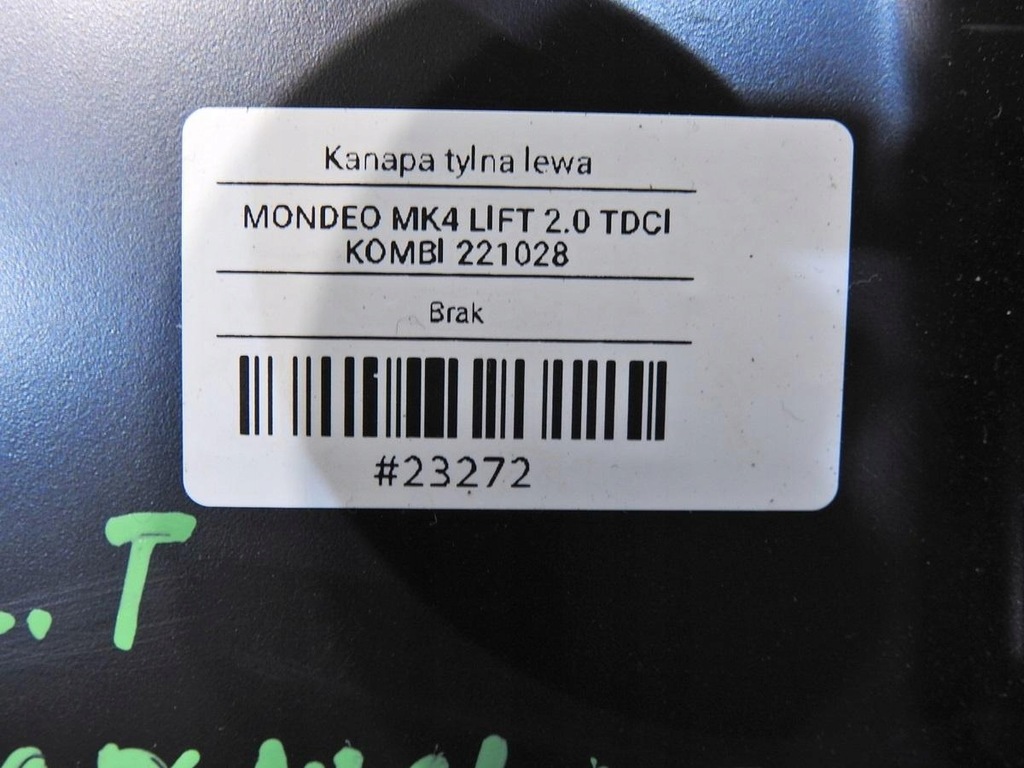 Kanapa tylna lewa
MONDEO MK4 LIFT 2.0 TDCI
KOMBI 221028
Brak
#23272
T